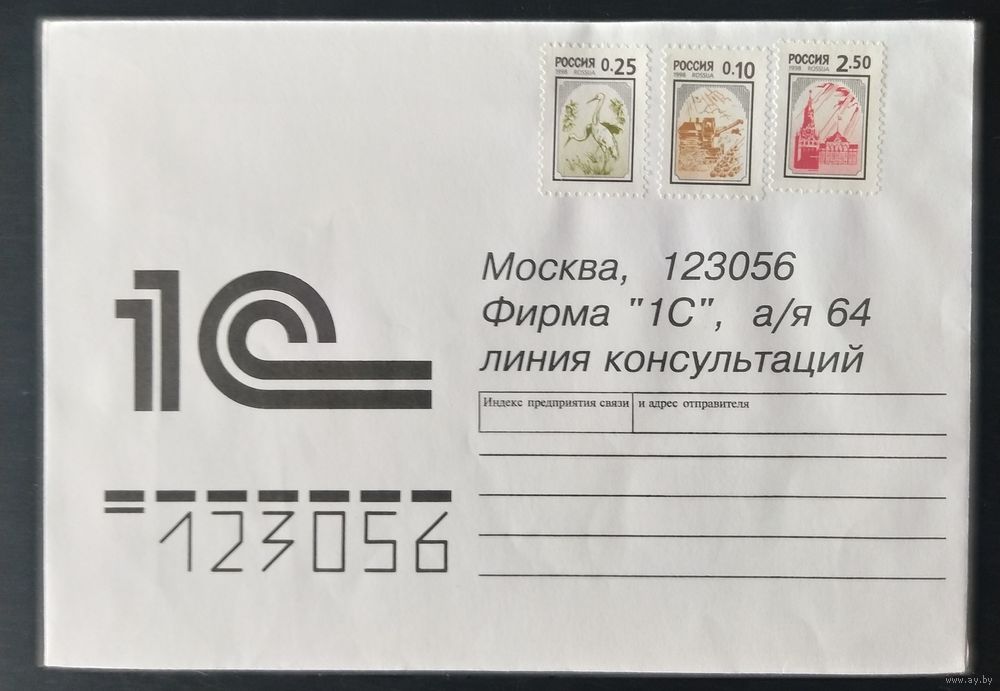 РОССИЯ 0.25
1998 ROSSIJA
РОССИЯ 0.10
1998 ROSSIJA
РОССИЯ 2.50
1998 ROSSIJA
1С
Москва, 123056
Фирма "1С", а/я 64
линия консультаций
Индекс предприятия связи и адрес отправителя
123056
www.ay.by